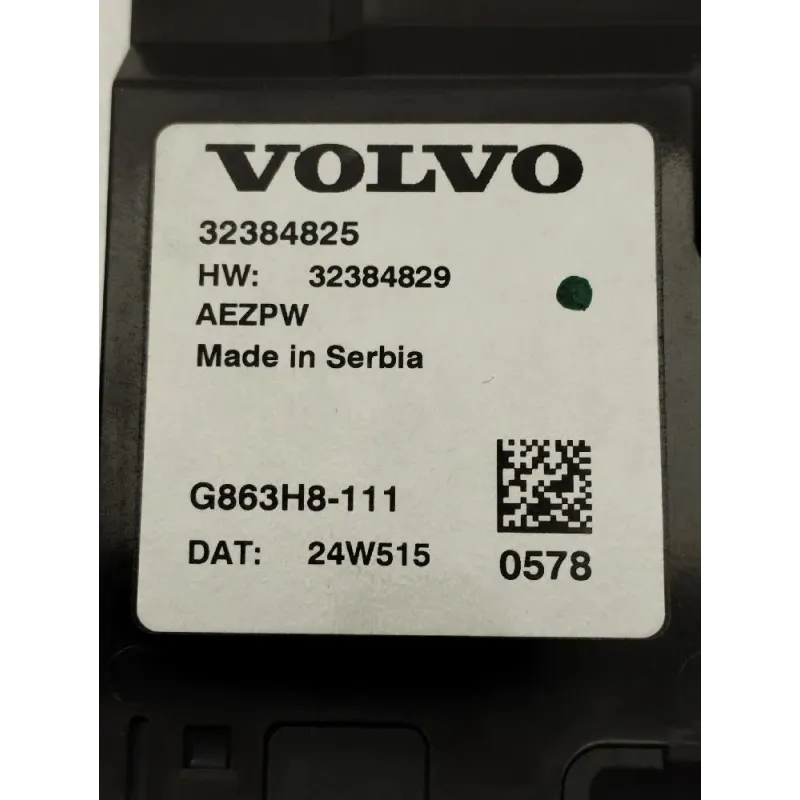 VOLVO
32384825
HW: 32384829
AEZPW
Made in Serbia
G863H8-111
DAT: 24W515
0578